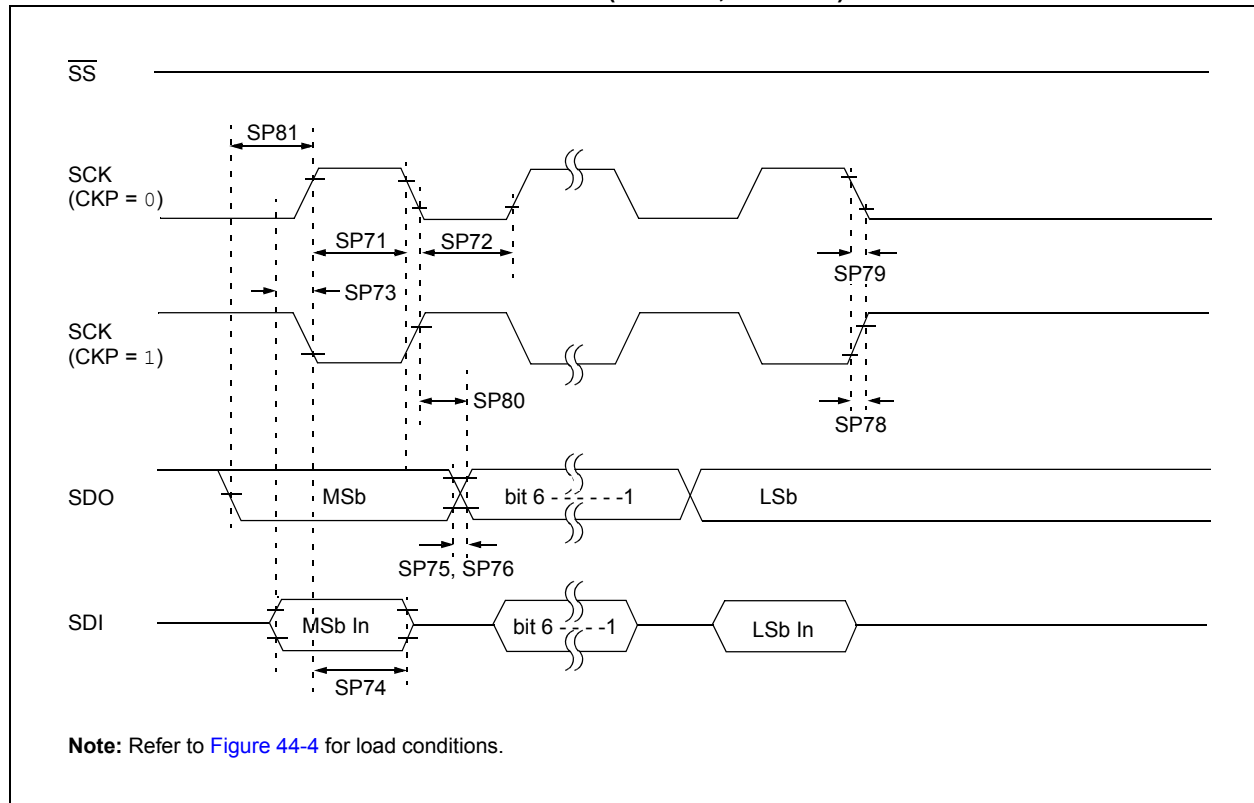 SS
SP81
SCK
(CKP = 0)
SP71
SP72
SP79
SP73
SCK
(CKP = 1)
SP80
SP78
SDO
MSb
bit 6 - - - - - - -1
LSb
SP75, SP76
SDI
MSb In
bit 6 - - - - -1
LSb In
SP74
Note: Refer to Figure 44-4 for load conditions.